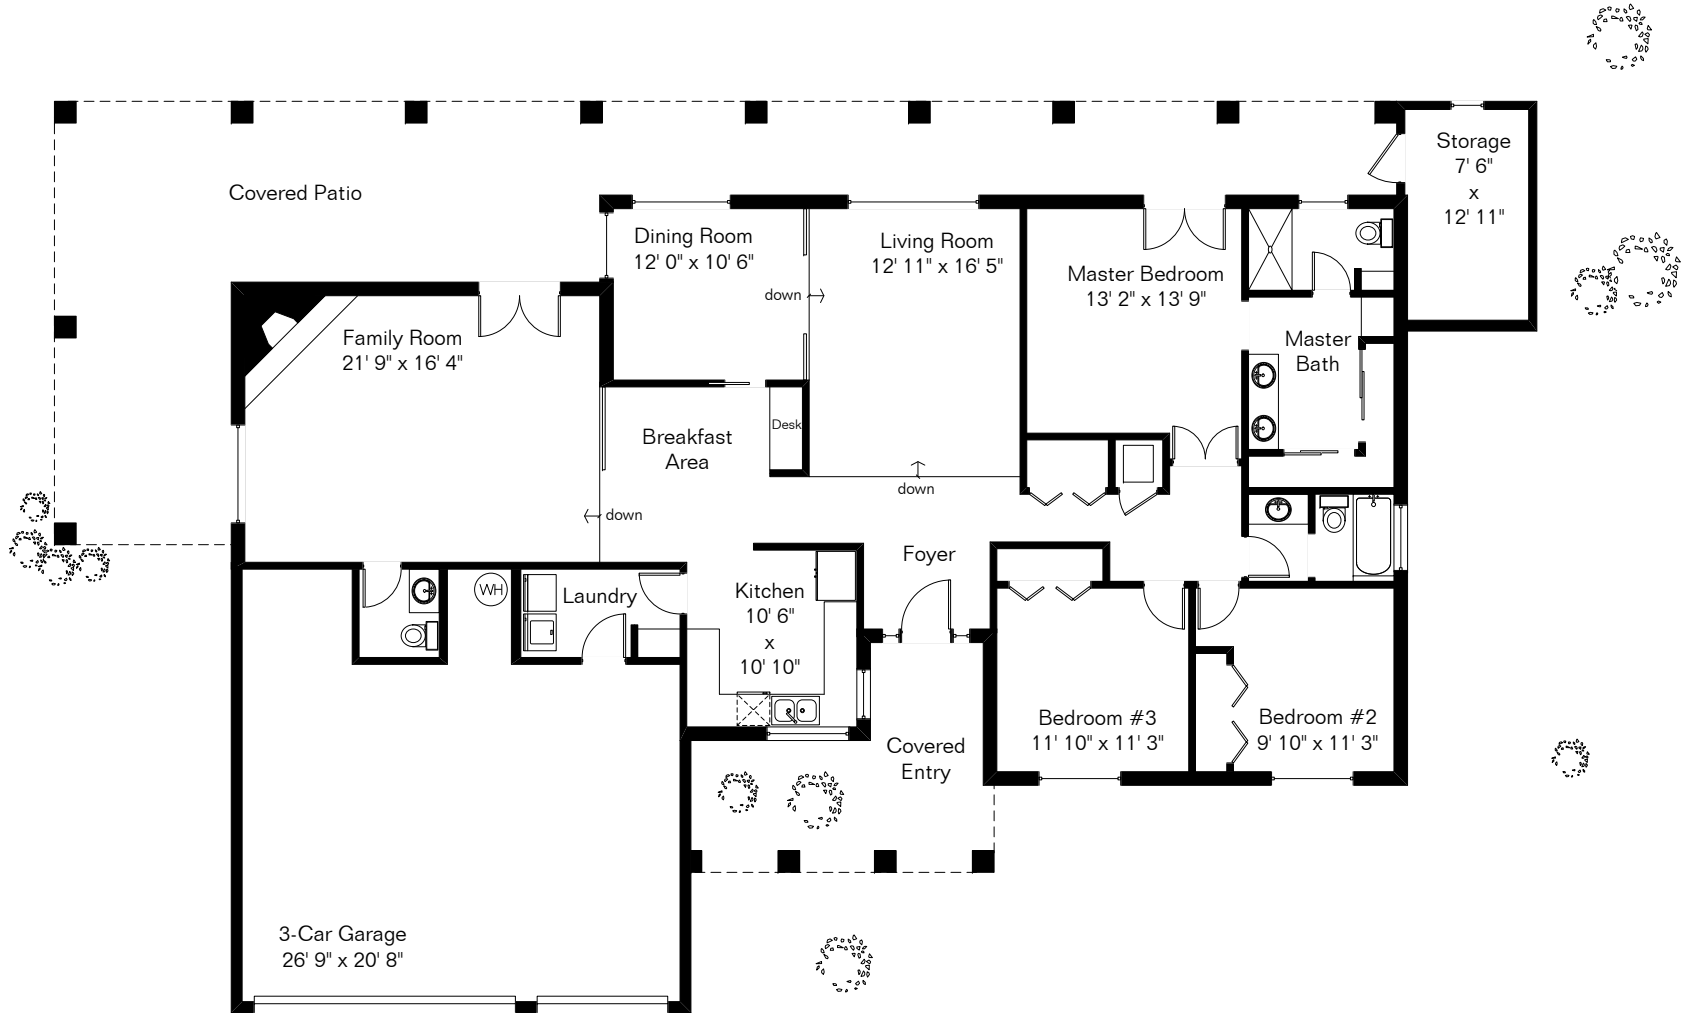 Storage
7' 6"
x
12' 11"
Covered Patio
Dining Room
12' 0" x 10' 6"
Living Room
12' 11" x 16' 5"
Master Bedroom
13' 2" x 13' 9"
down
Family Room
21' 9" x 16' 4"
Master
Bath
Desk
Breakfast
Area
down
down
Foyer
WH
Laundry
Kitchen
10' 6"
x
10' 10"
Bedroom #3
11' 10" x 11' 3"
Bedroom #2
9' 10" x 11' 3"
Covered
Entry
3-Car Garage
26' 9" x 20' 8"